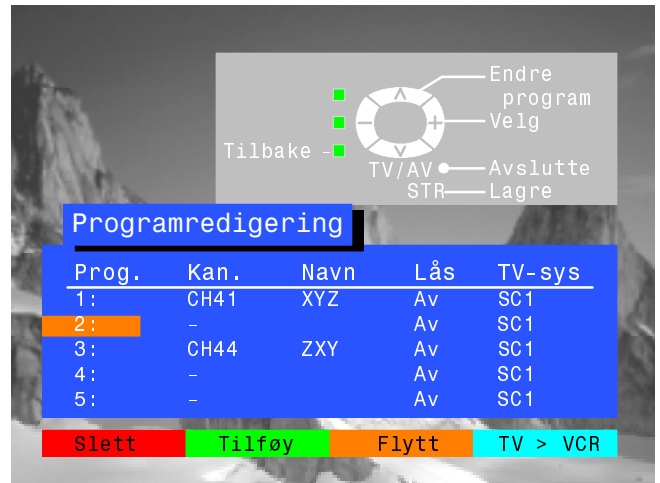 Endre
program
Velg
Tilbake
TV/AV Avslutte
STR Lagre
Programredigering
Prog. Kan. Navn Lås TV-sys
1: CH41 XYZ Av SC1
2: - Av SC1
3: CH44 ZXY Av SC1
4: - Av SC1
5: - Av SC1
Slett Tilføy Flytt TV > VCR